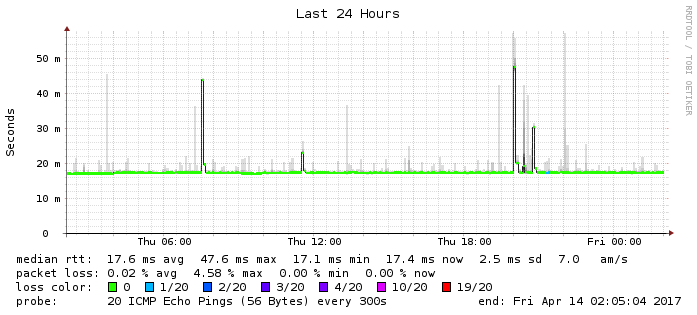 Last 24 Hours
RRDTOOL / TOBI OETIKER
Seconds
50 m
40 m
30 m
20 m
10 m
0
Thu 06:00 Thu 12:00 Thu 18:00 Fri 00:00
median rtt: 17.6 ms avg 47.6 ms max 17.1 ms min 17.4 ms now 2.5 ms sd 7.0 am/s
packet loss: 0.02 % avg 4.58 % max 0.00 % min 0.00 % now
loss color: 0 1/20 2/20 3/20 4/20 10/20 19/20
probe: 20 ICMP Echo Pings (56 Bytes) every 300s end: Fri Apr 14 02:05:04 2017